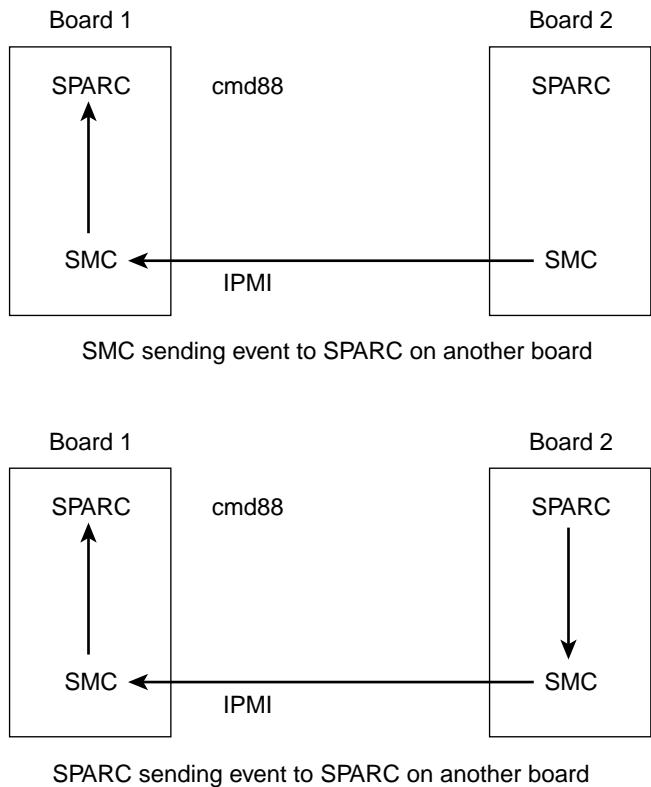 Board 1
Board 2
SPARC
cmd88
SPARC
SMC
SMC
IPMI
SMC sending event to SPARC on another board
Board 1
Board 2
SPARC
cmd88
SPARC
SMC
SMC
IPMI
SPARC sending event to SPARC on another board